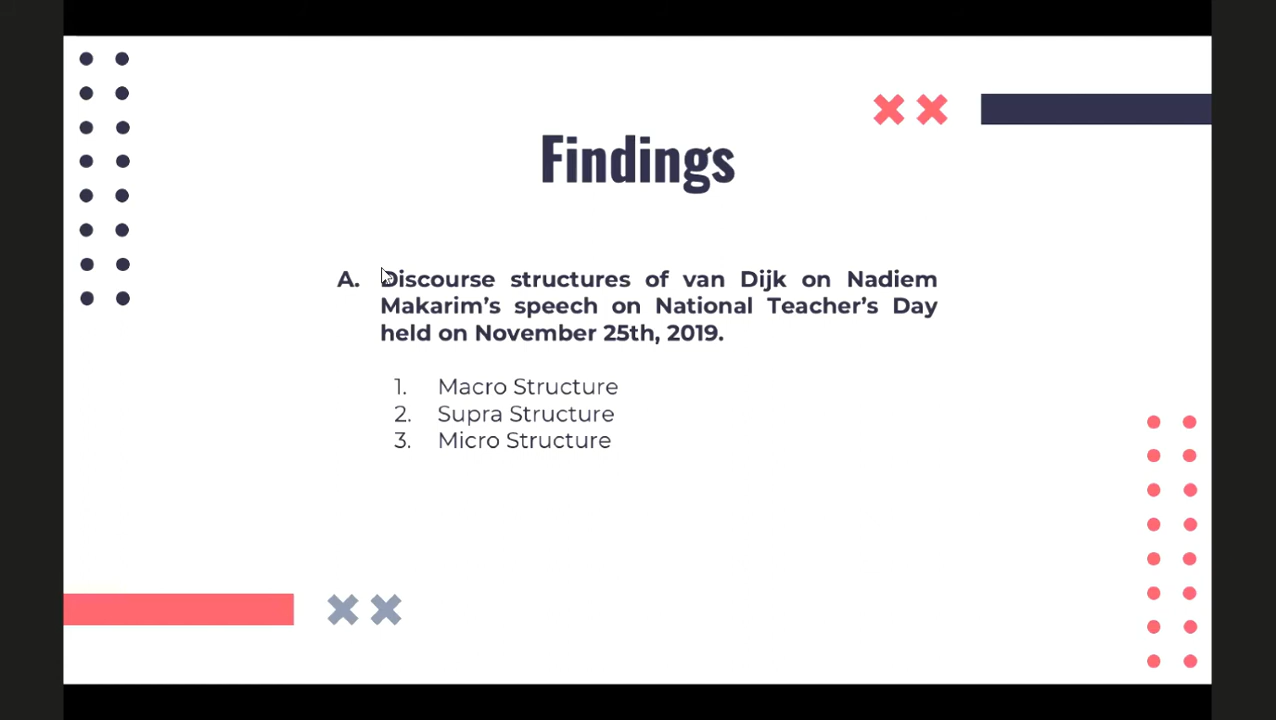 Findings
A. Discourse structures of van Dijk on Nadiem
Makarim's speech on National Teacher's Day
held on November 25th, 2019.
1. Macro Structure
2. Supra Structure
3. Micro Structure